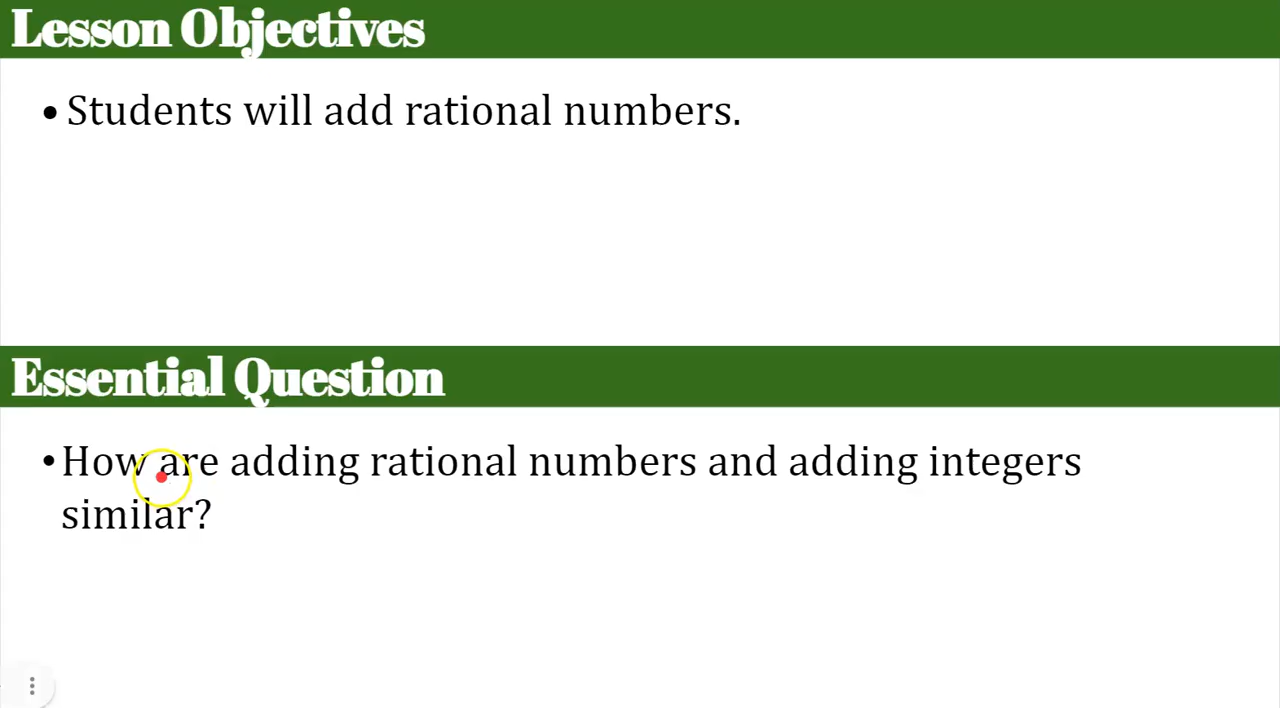 Lesson Objectives
• Students will add rational numbers.
Essential Question
• How are adding rational numbers and adding integers
similar?